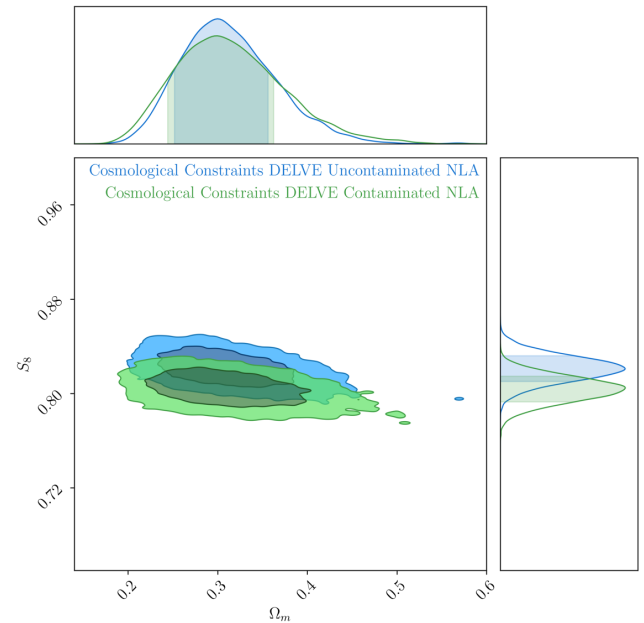 Cosmological Constraints DELVE Uncontaminated NLA
Cosmological Constraints DELVE Contaminated NLA
0.96
0.88
0.80
0.72
S₈
0.2
0.3
0.4
0.5
0.6
Ωₘ